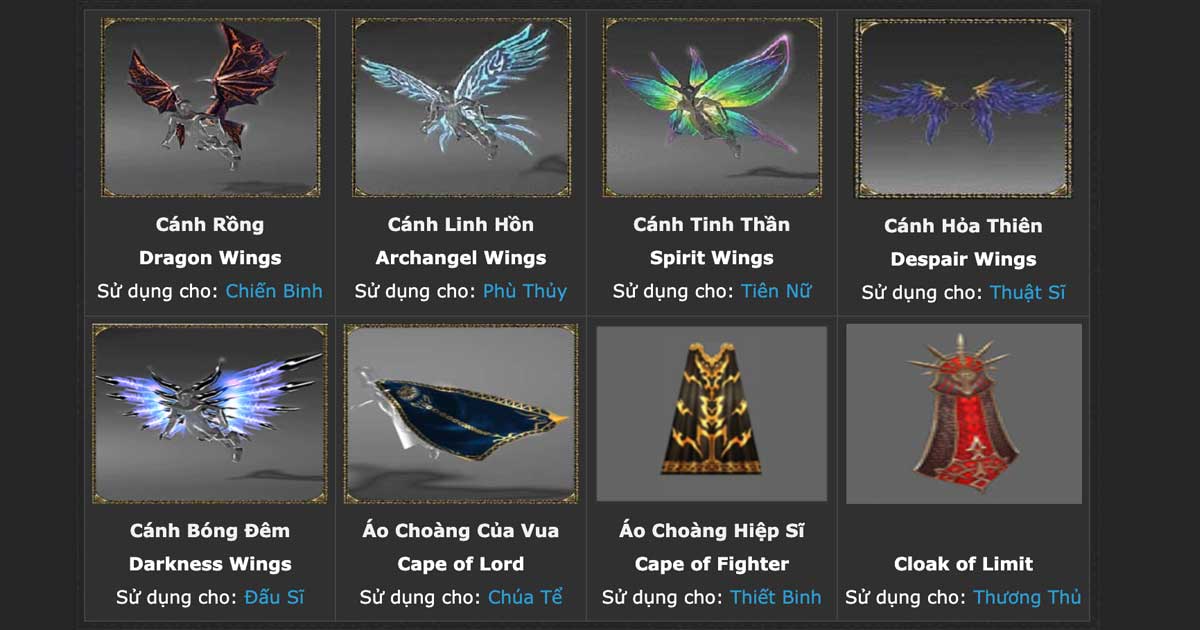 Cánh Rồng
Dragon Wings
Sử dụng cho: Chiến Binh
Cánh Linh Hồn
Archangel Wings
Sử dụng cho: Phù Thủy
Cánh Tinh Thần
Spirit Wings
Sử dụng cho: Tiên Nữ
Cánh Hỏa Thiên
Despair Wings
Sử dụng cho: Thuật Sĩ
Cánh Bóng Đêm
Darkness Wings
Sử dụng cho: Đấu Sĩ
Áo Choàng Của Vua
Cape of Lord
Sử dụng cho: Chúa Tể
Áo Choàng Hiệp Sĩ
Cape of Fighter
Sử dụng cho: Thiết Binh
Cloak of Limit
Sử dụng cho: Thương Thủ